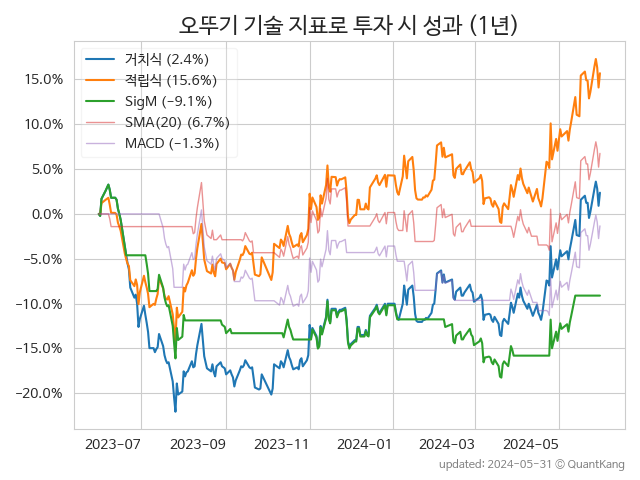 오뚜기 기술 지표로 투자 시 성과 (1년)
거치식 (2.4%)
적립식 (15.6%)
SigM (−9.1%)
SMA(20) (6.7%)
MACD (−1.3%)
15.0%
10.0%
5.0%
0.0%
−5.0%
−10.0%
−15.0%
−20.0%
2023-07 2023-09 2023-11 2024-01 2024-03 2024-05
updated: 2024-05-31 © QuantKang